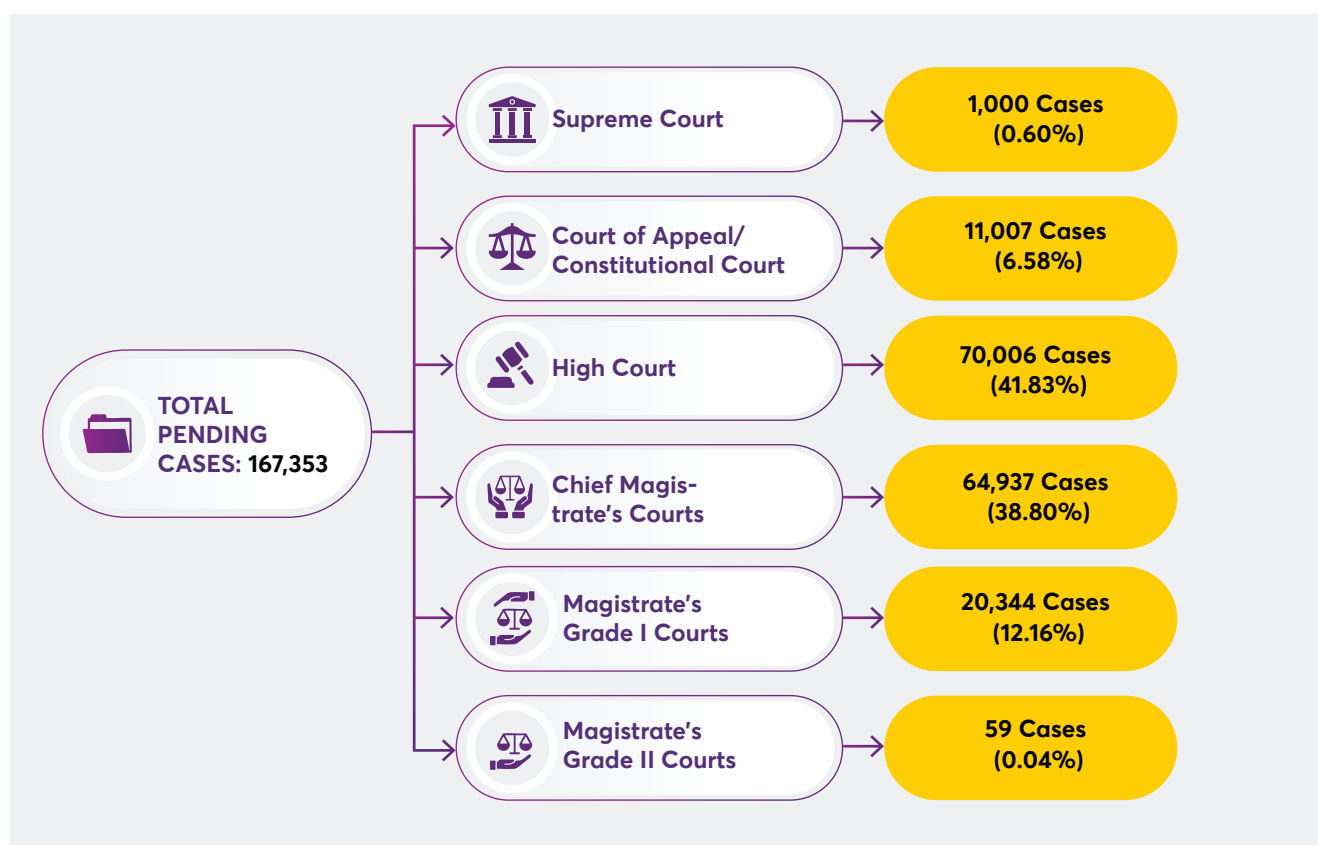 TOTAL
PENDING
CASES: 167,353
Supreme Court
1,000 Cases
(0.60%)
Court of Appeal/
Constitutional Court
11,007 Cases
(6.58%)
High Court
70,006 Cases
(41.83%)
Chief Magis-
trate's Courts
64,937 Cases
(38.80%)
Magistrate's
Grade I Courts
20,344 Cases
(12.16%)
Magistrate's
Grade II Courts
59 Cases
(0.04%)